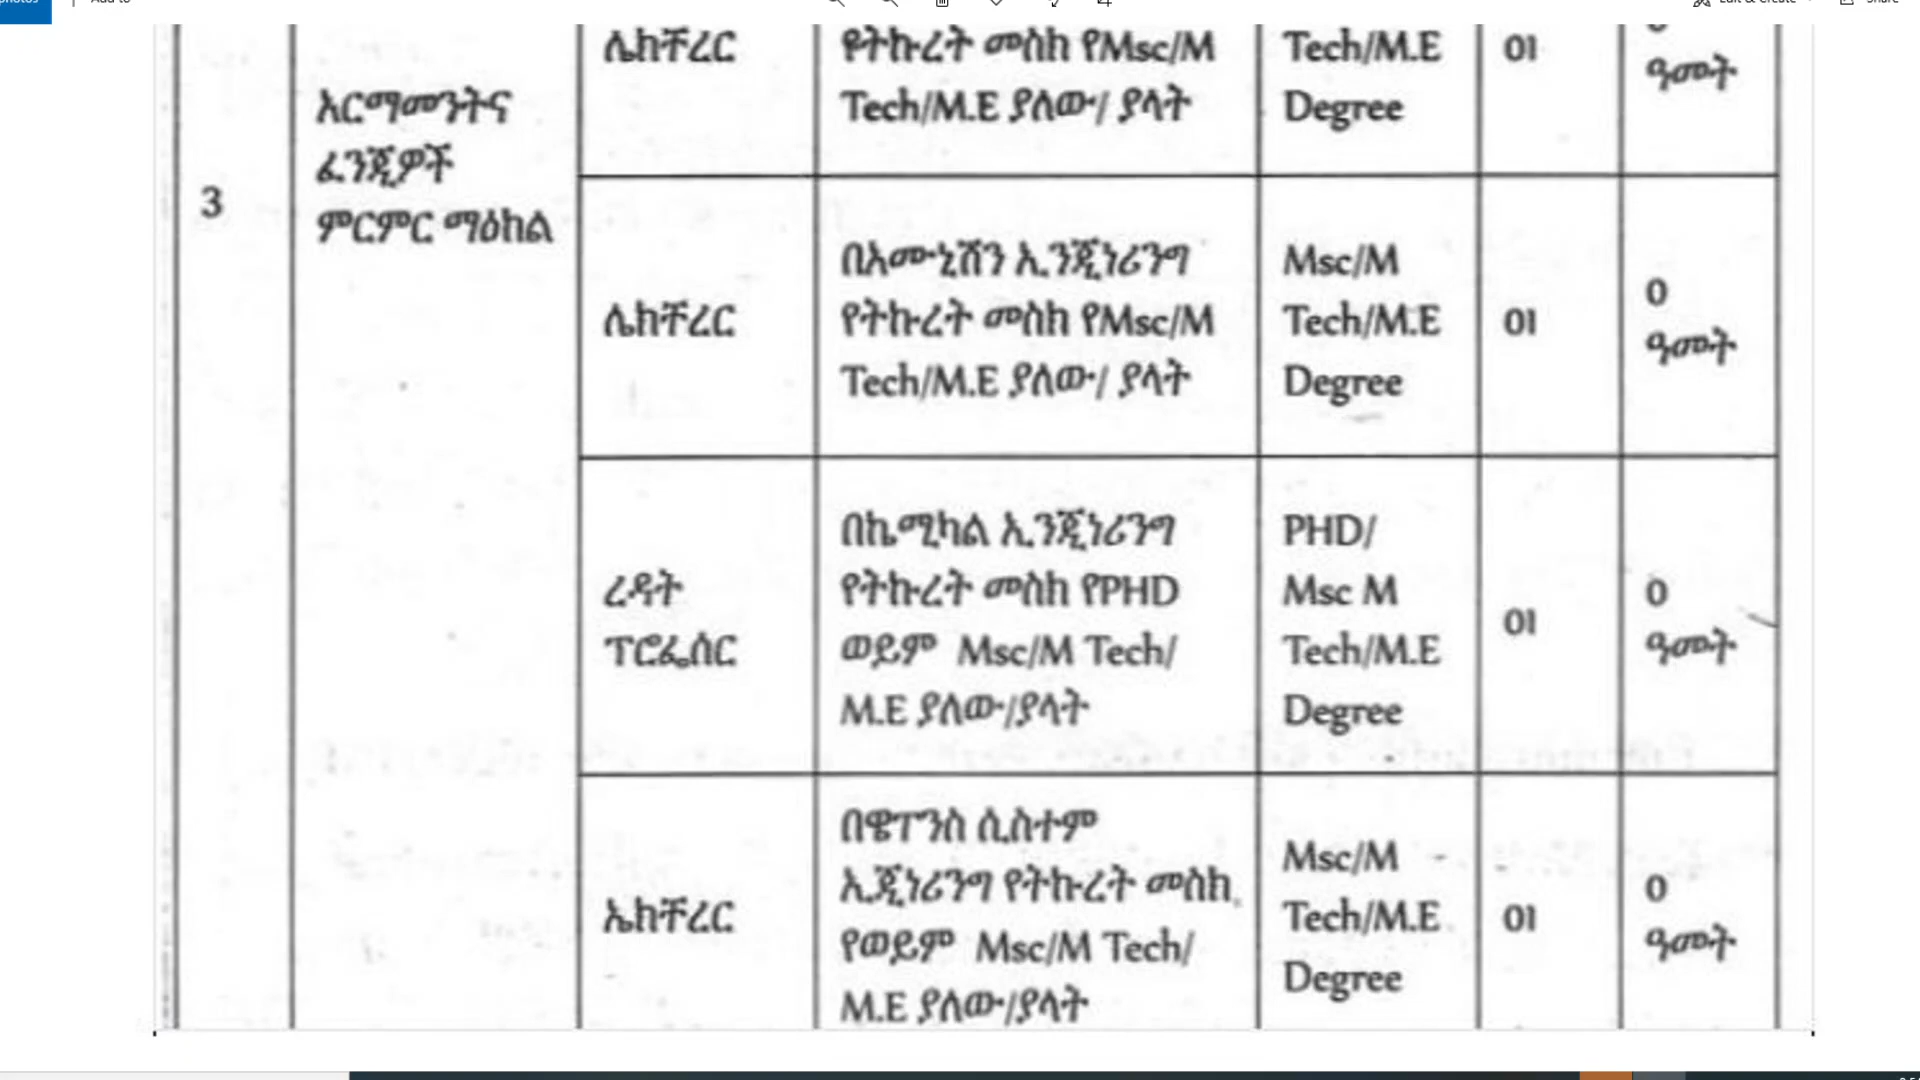 3
አርማመንትና
ፈንጂዎች
ምርምር ማዕከል
ሌክቸረር
የትኩረት መስክ የMsc/M
Tech/M.E ያለው/ ያላት
Tech/M.E
Degree
01
ዓመት
ሌክቸረር
በአሙኒሽን ኢንጂነሪንግ
የትኩረት መስክ የMsc/M
Tech/M.E ያለው/ ያላት
Msc/M
Tech/M.E
Degree
01
0
ዓመት
ረዳት
ፕሮፌሰር
በኬሚካል ኢንጂነሪንግ
የትኩረት መስክ የPHD
ወይም Msc/M Tech/
M.E ያለው/ያላት
PHD/
Msc M
Tech/M.E
Degree
01
0
ዓመት
ሌክቸረር
በዌፐንስ ሲስተም
ኢጂነሪንግ የትኩረት መስክ
የወይም Msc/M Tech/
M.E ያለው/ያላት
Msc/M
Tech/M.E
Degree
01
0
ዓመት